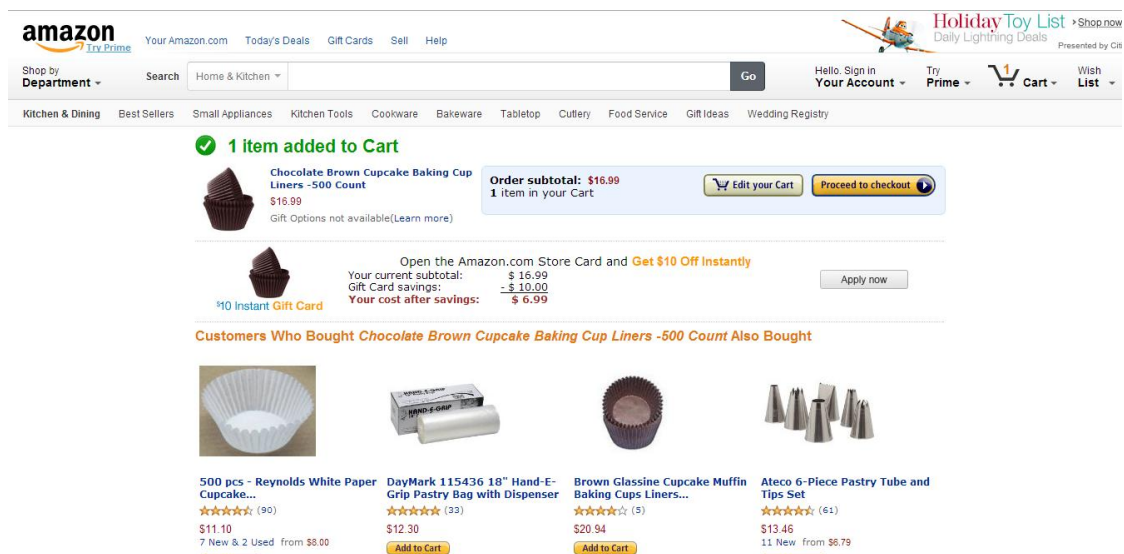 amazon
Try Prime
Your Amazon.com Today's Deals Gift Cards Sell Help
Holiday Toy List Shop now
Daily Lightning Deals
Presented by Citi
Shop by
Department
Search Home & Kitchen Go
Hello. Sign in
Your Account
Try
Prime
1
Cart
Wish
List
Kitchen & Dining Best Sellers Small Appliances Kitchen Tools Cookware Bakeware Tabletop Cutlery Food Service Gift Ideas Wedding Registry
1 item added to Cart
Chocolate Brown Cupcake Baking Cup
Liners -500 Count
$16.99
Gift Options not available(Learn more)
Order subtotal: $16.99
1 item in your Cart
Edit your Cart
Proceed to checkout
$10 Instant Gift Card
Open the Amazon.com Store Card and Get $10 Off Instantly
Your current subtotal: $ 16.99
Gift Card savings: - $ 10.00
Your cost after savings: $ 6.99
Apply now
Customers Who Bought Chocolate Brown Cupcake Baking Cup Liners -500 Count Also Bought
HAND-E-GRIP
500 pcs - Reynolds White Paper
Cupcake...
(90)
$11.10
7 New & 2 Used from $8.00
DayMark 115436 18" Hand-E-
Grip Pastry Bag with Dispenser
(33)
$12.30
Add to Cart
Brown Glassine Cupcake Muffin
Baking Cups Liners...
(5)
$20.94
Add to Cart
Ateco 6-Piece Pastry Tube and
Tips Set
(61)
$13.46
11 New from $6.79